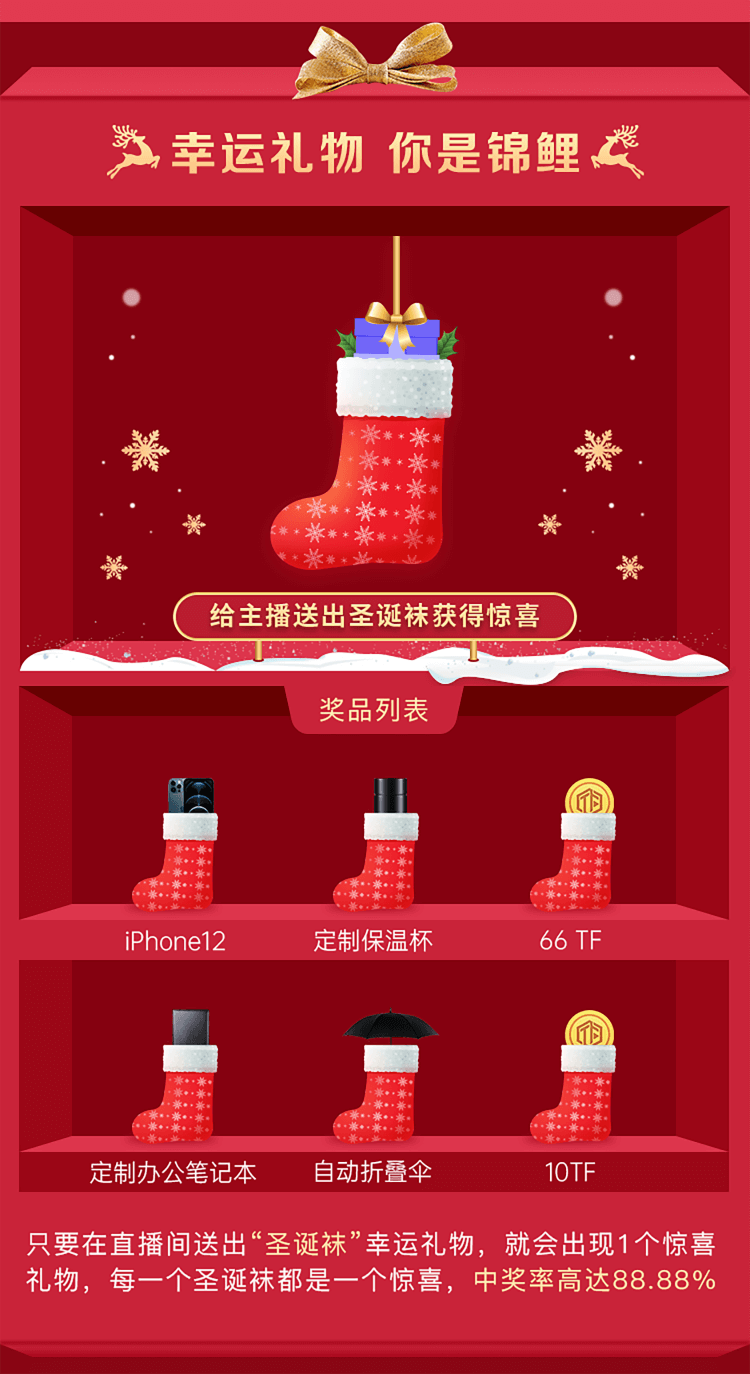 幸运礼物 你是锦鲤
给主播送出圣诞袜获得惊喜
奖品列表
iPhone12
定制保温杯
66 TF
定制办公笔记本
自动折叠伞
10TF
只要在直播间送出“圣诞袜”幸运礼物，就会出现1个惊喜
礼物，每一个圣诞袜都是一个惊喜，中奖率高达88.88%